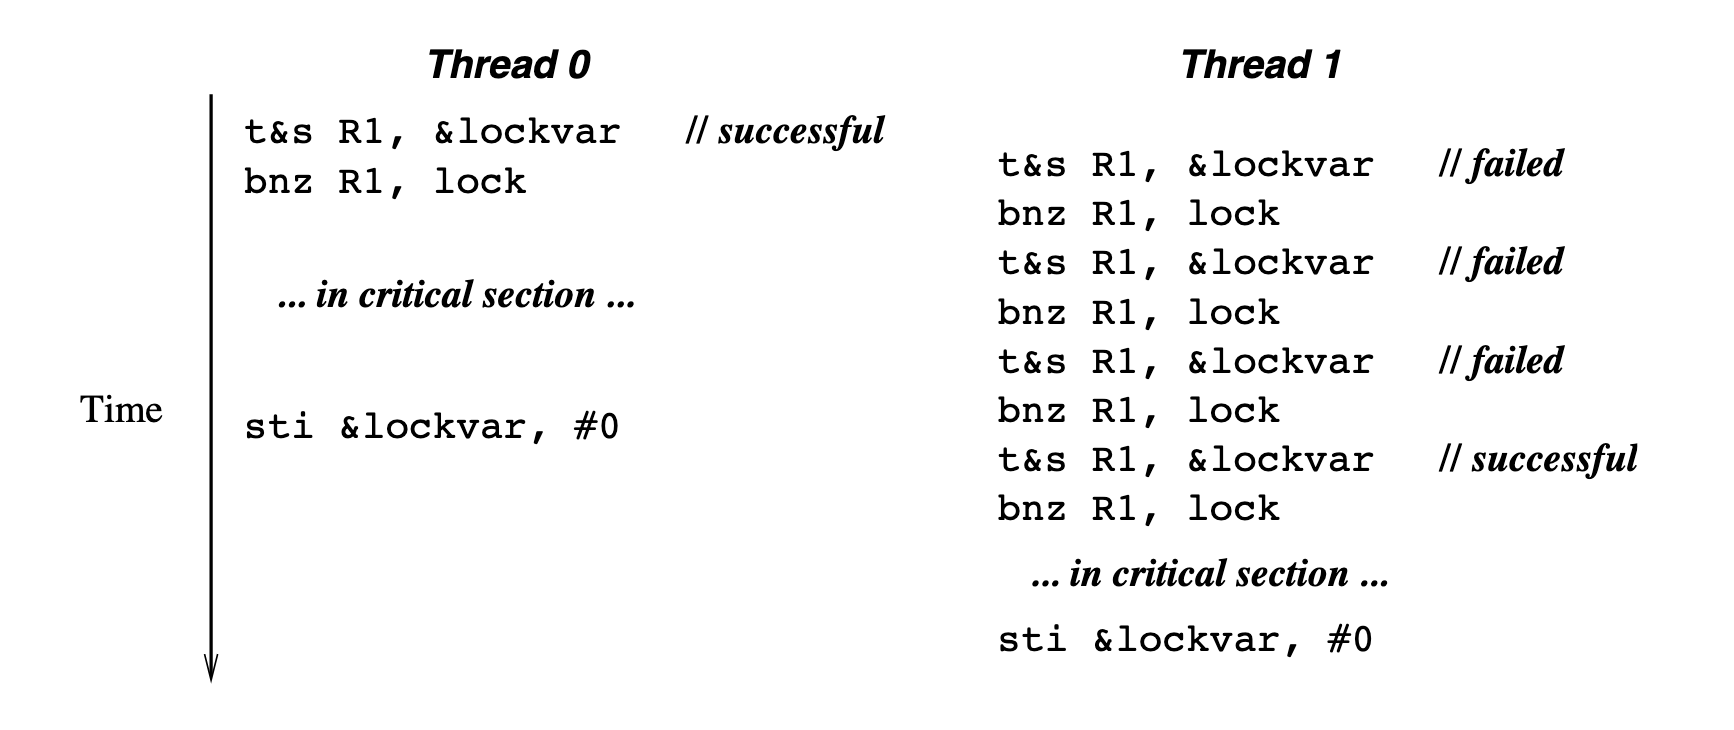 Thread 0
t&s R1, &lockvar // successful
bnz R1, lock
... in critical section ...
sti &lockvar, #0
Time
Thread 1
t&s R1, &lockvar // failed
bnz R1, lock
t&s R1, &lockvar // failed
bnz R1, lock
t&s R1, &lockvar // failed
bnz R1, lock
t&s R1, &lockvar // successful
bnz R1, lock
... in critical section ...
sti &lockvar, #0